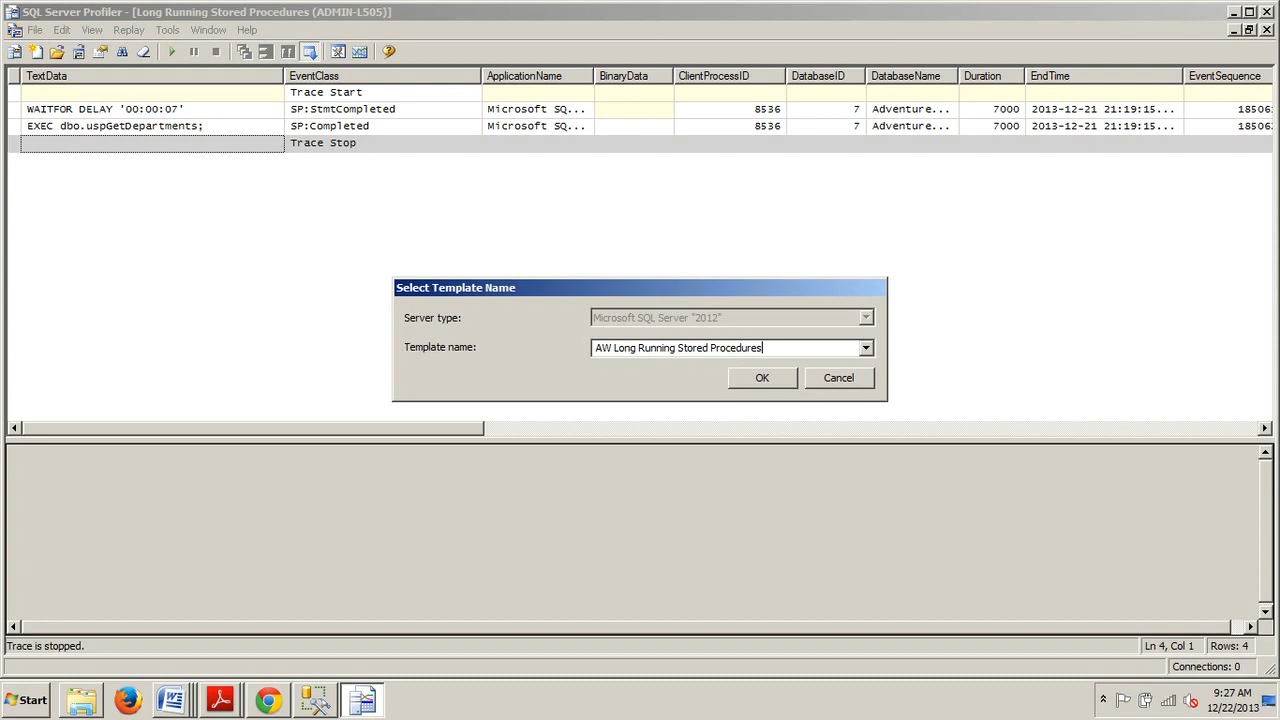 SQL Server Profiler - [Long Running Stored Procedures (ADMIN-L505)]
File Edit View Replay Tools Window Help
TextData EventClass ApplicationName BinaryData ClientProcessID DatabaseID DatabaseName Duration EndTime EventSequence
Trace Start
WAITFOR DELAY '00:00:07' SP:StmtCompleted Microsoft SQ... 8536 7 Adventure... 7000 2013-12-21 21:19:15... 18506
EXEC dbo.uspGetDepartments; SP:Completed Microsoft SQ... 8536 7 Adventure... 7000 2013-12-21 21:19:15... 18506
Trace Stop
Select Template Name
Server type: Microsoft SQL Server "2012"
Template name: AW Long Running Stored Procedures
OK Cancel
Trace is stopped. Ln 4, Col 1 Rows: 4
Connections: 0
Start 9:27 AM
12/22/2013